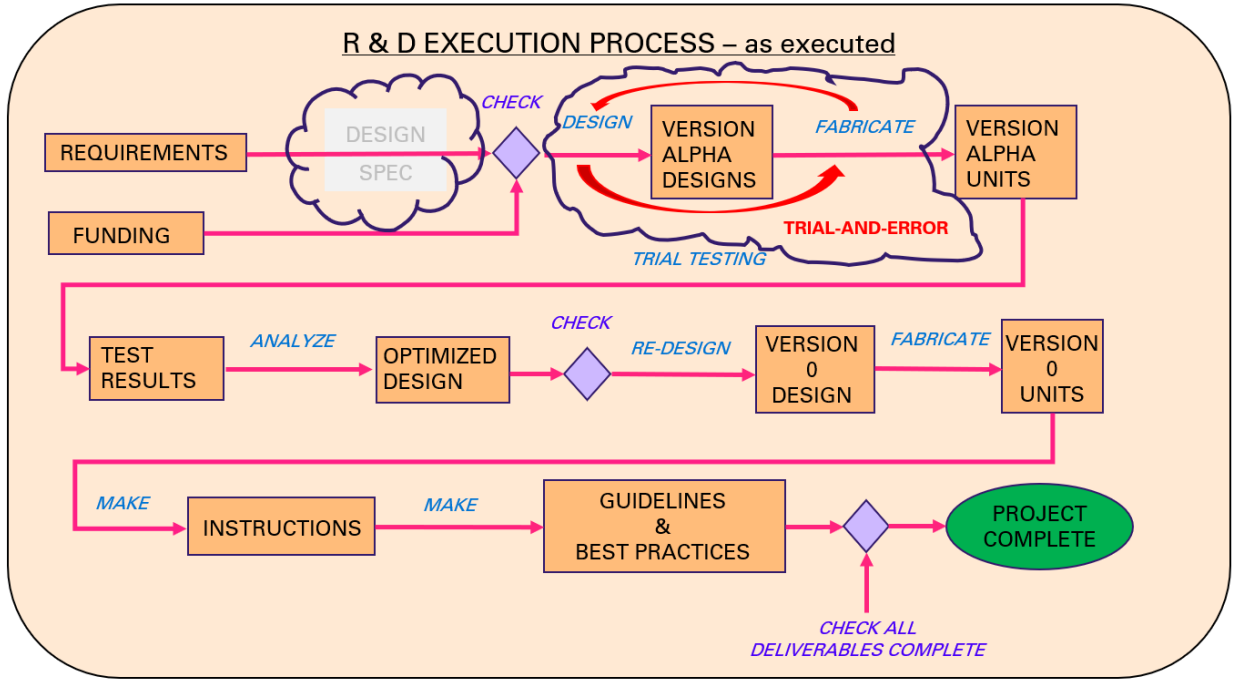 R & D EXECUTION PROCESS – as executed
REQUIREMENTS
DESIGN
SPEC
CHECK
DESIGN
VERSION
ALPHA
DESIGNS
FABRICATE
VERSION
ALPHA
UNITS
FUNDING
TRIAL-AND-ERROR
TRIAL TESTING
TEST
RESULTS
ANALYZE
OPTIMIZED
DESIGN
CHECK
RE-DESIGN
VERSION
0
DESIGN
FABRICATE
VERSION
0
UNITS
MAKE
INSTRUCTIONS
MAKE
GUIDELINES
&
BEST PRACTICES
PROJECT
COMPLETE
CHECK ALL
DELIVERABLES COMPLETE